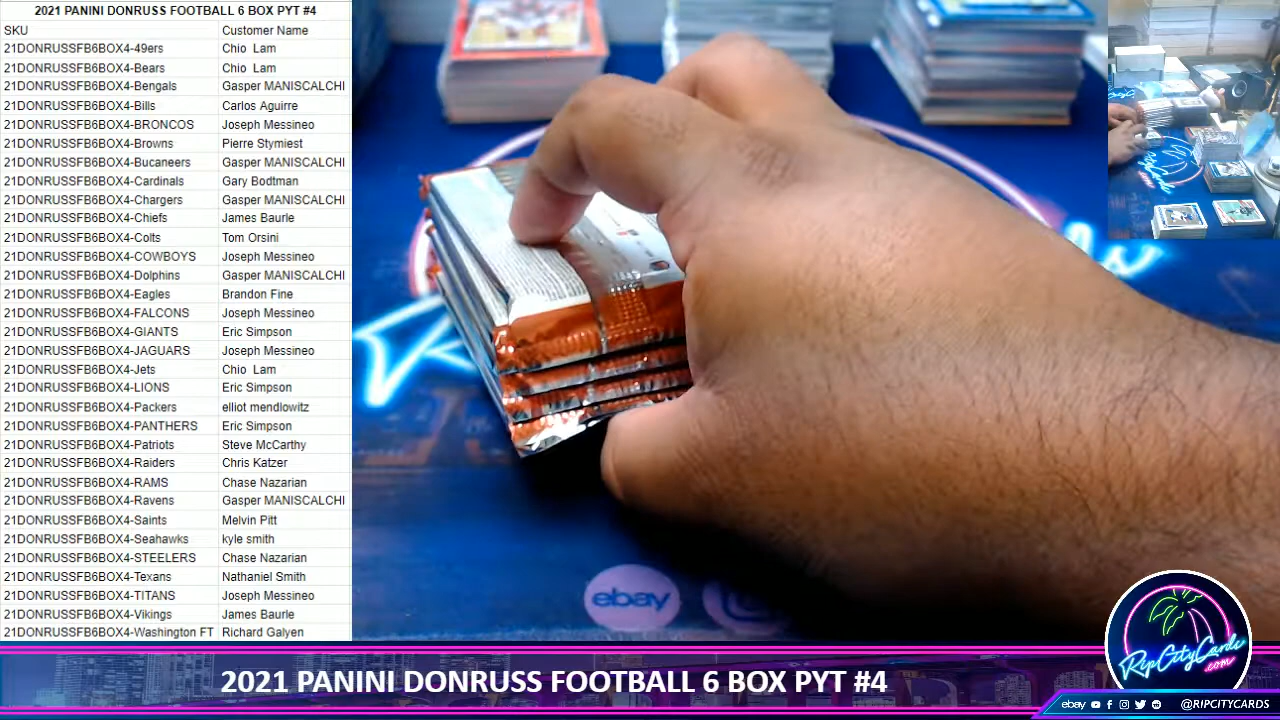 2021 PANINI DONRUSS FOOTBALL 6 BOX PYT #4
SKU Customer Name
21DONRUSSFB6BOX4-49ers Chio Lam
21DONRUSSFB6BOX4-Bears Chio Lam
21DONRUSSFB6BOX4-Bengals Gasper MANISCALCHI
21DONRUSSFB6BOX4-Bills Carlos Aguirre
21DONRUSSFB6BOX4-BRONCOS Joseph Messineo
21DONRUSSFB6BOX4-Browns Pierre Stymiest
21DONRUSSFB6BOX4-Bucaneers Gasper MANISCALCHI
21DONRUSSFB6BOX4-Cardinals Gary Bodtman
21DONRUSSFB6BOX4-Chargers Gasper MANISCALCHI
21DONRUSSFB6BOX4-Chiefs James Baurle
21DONRUSSFB6BOX4-Colts Tom Orsini
21DONRUSSFB6BOX4-COWBOYS Joseph Messineo
21DONRUSSFB6BOX4-Dolphins Gasper MANISCALCHI
21DONRUSSFB6BOX4-Eagles Brandon Fine
21DONRUSSFB6BOX4-FALCONS Joseph Messineo
21DONRUSSFB6BOX4-GIANTS Eric Simpson
21DONRUSSFB6BOX4-JAGUARS Joseph Messineo
21DONRUSSFB6BOX4-Jets Chio Lam
21DONRUSSFB6BOX4-LIONS Eric Simpson
21DONRUSSFB6BOX4-Packers elliot mendlowitz
21DONRUSSFB6BOX4-PANTHERS Eric Simpson
21DONRUSSFB6BOX4-Patriots Steve McCarthy
21DONRUSSFB6BOX4-Raiders Chris Katzer
21DONRUSSFB6BOX4-RAMS Chase Nazarian
21DONRUSSFB6BOX4-Ravens Gasper MANISCALCHI
21DONRUSSFB6BOX4-Saints Melvin Pitt
21DONRUSSFB6BOX4-Seahawks kyle smith
21DONRUSSFB6BOX4-STEELERS Chase Nazarian
21DONRUSSFB6BOX4-Texans Nathaniel Smith
21DONRUSSFB6BOX4-TITANS Joseph Messineo
21DONRUSSFB6BOX4-Vikings James Baurle
21DONRUSSFB6BOX4-Washington FT Richard Galyen
ebay
2021 PANINI DONRUSS FOOTBALL 6 BOX PYT #4
RipCityCards
.com
ebay @RIPCITYCARDS